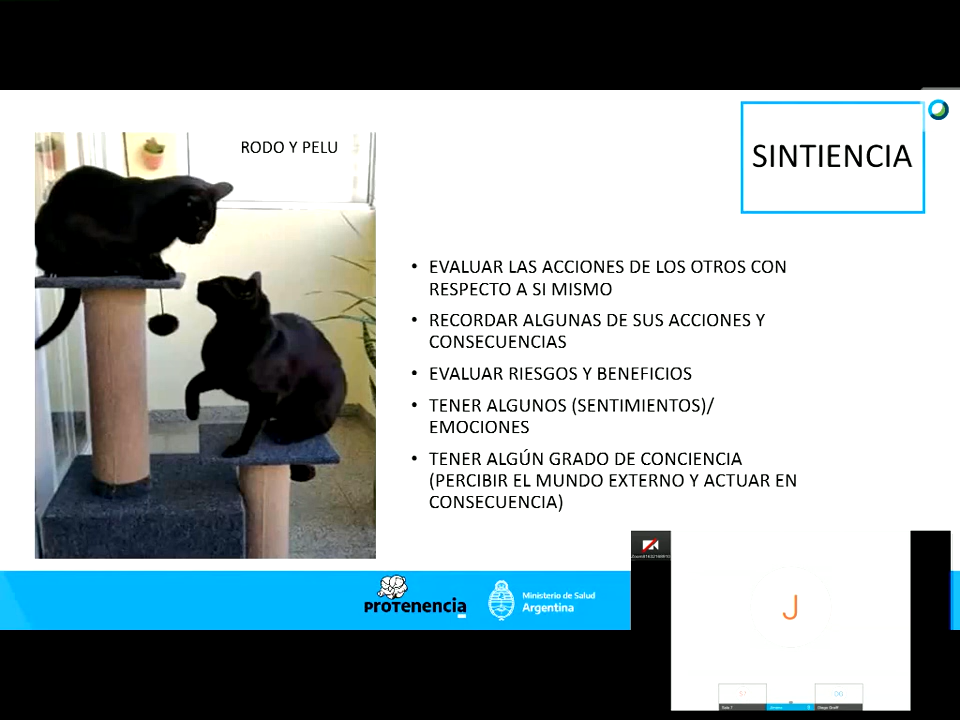 RODO Y PELU
SINTIENCIA
• EVALUAR LAS ACCIONES DE LOS OTROS CON
RESPECTO A SI MISMO
• RECORDAR ALGUNAS DE SUS ACCIONES Y
CONSECUENCIAS
• EVALUAR RIESGOS Y BENEFICIOS
• TENER ALGUNOS (SENTIMIENTOS)/
EMOCIONES
• TENER ALGÚN GRADO DE CONCIENCIA
(PERCIBIR EL MUNDO EXTERNO Y ACTUAR EN
CONSECUENCIA)
PROTENENCIA
Ministerio de Salud
Argentina
J